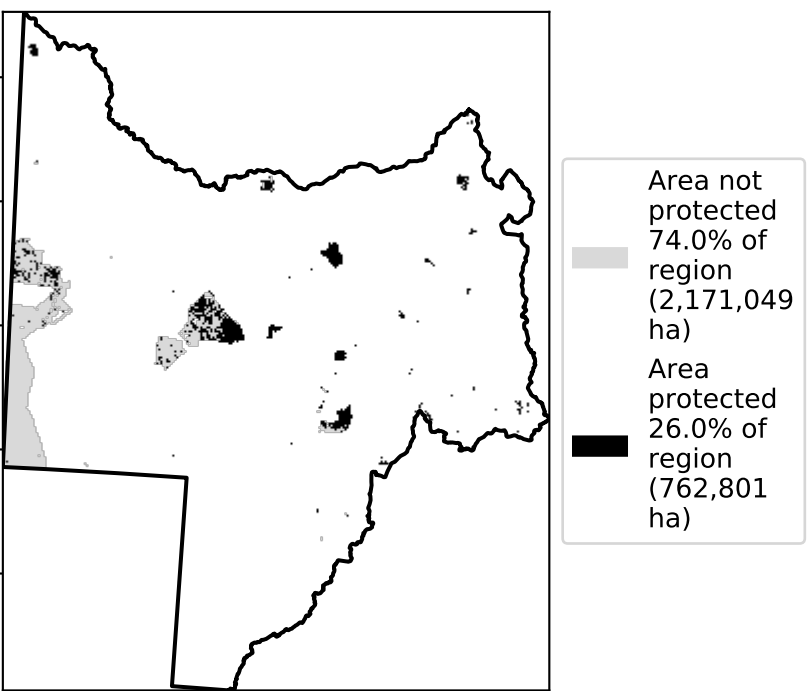 Area not
protected
74.0% of
region
(2,171,049
ha)
Area
protected
26.0% of
region
(762,801
ha)